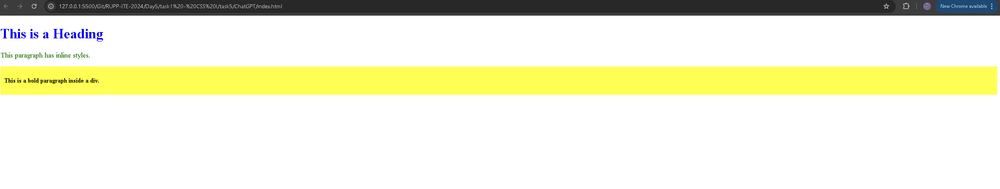 127.0.0.1:5500/Git/RUPP-ITE-2024/Day5/task1%20-%20CSS%20I/task5/ChatGPT/index.html
New Chrome available
This is a Heading
This paragraph has inline styles.
This is a bold paragraph inside a div.